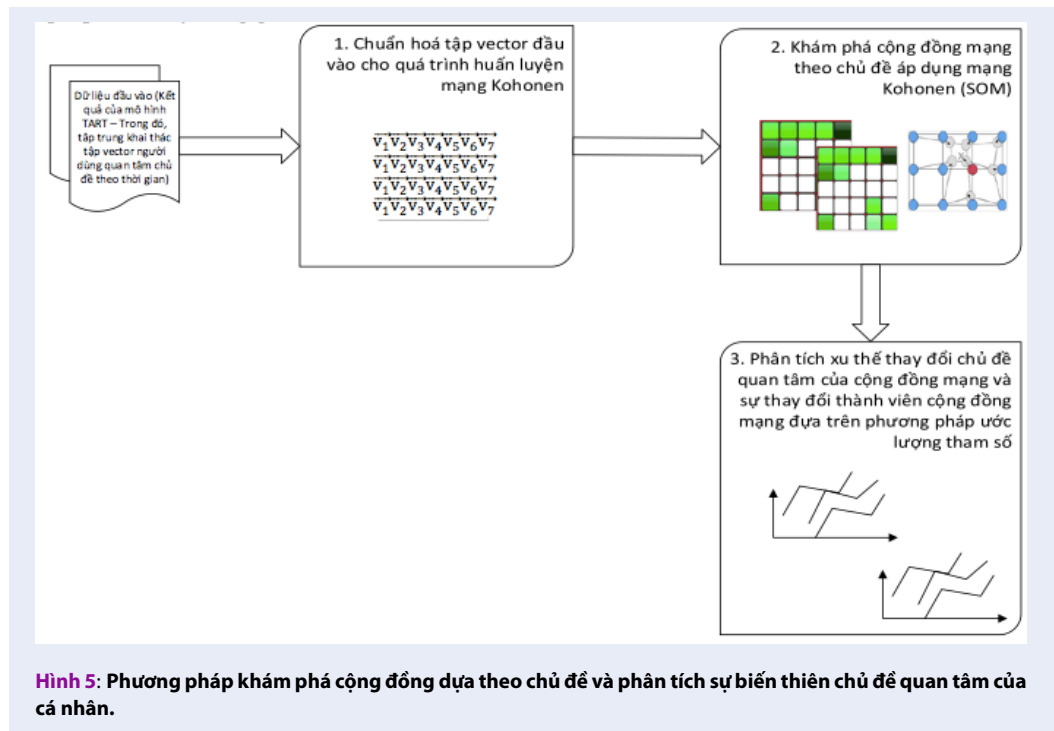 Dữ liệu đầu vào (Kết
quả của mô hình
TART – Trong đó,
tập trung khai thác
tập vector người
dùng quan tâm chủ
đề theo thời gian)
1. Chuẩn hoá tập vector đầu
vào cho quá trình huấn luyện
mạng Kohonen
v₁v₂v₃v₄v₅v₆v₇
v₁v₂v₃v₄v₅v₆v₇
v₁v₂v₃v₄v₅v₆v₇
v₁v₂v₃v₄v₅v₆v₇
2. Khám phá cộng đồng mạng
theo chủ đề áp dụng mạng
Kohonen (SOM)
3. Phân tích xu thế thay đổi chủ đề
quan tâm của cộng đồng mạng và
sự thay đổi thành viên cộng đồng
mạng đựa trên phương pháp ước
lượng tham số
Hình 5: Phương pháp khám phá cộng đồng dựa theo chủ đề và phân tích sự biến thiên chủ đề quan tâm của
cá nhân.